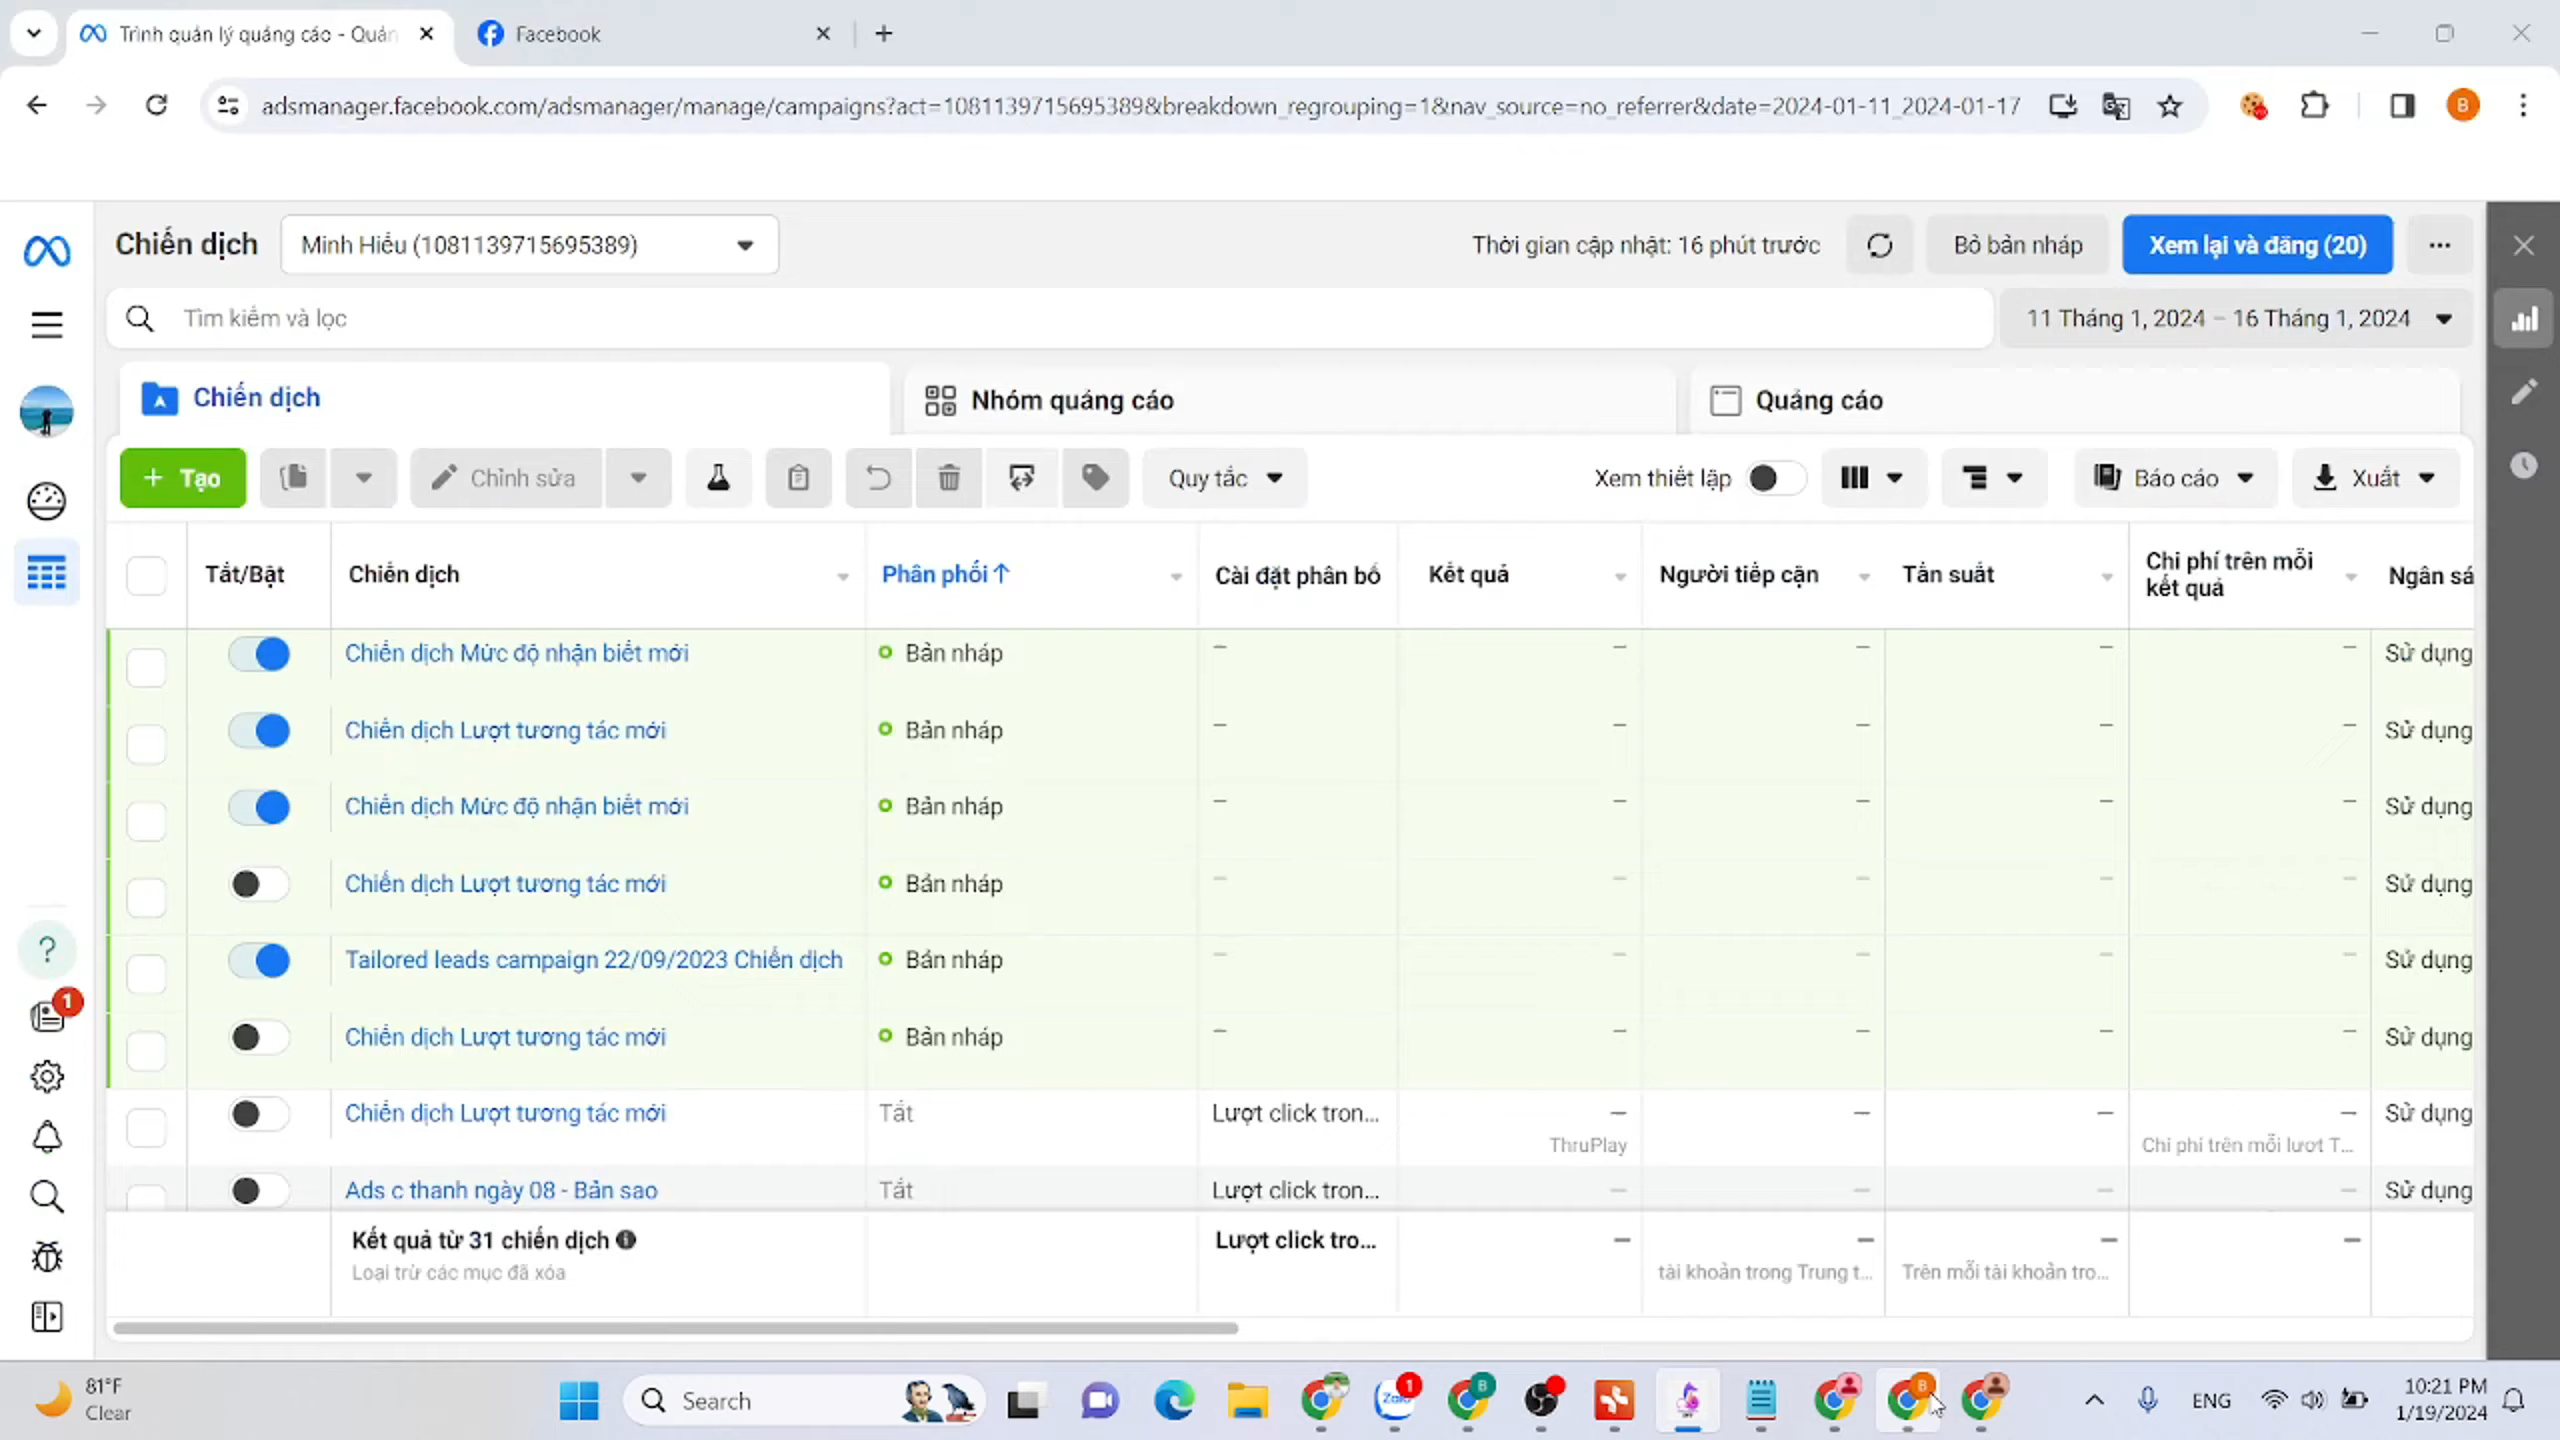 Trình quản lý quảng cáo - Quản
Facebook
adsmanager.facebook.com/adsmanager/manage/campaigns?act=1081139715695389&breakdown_regrouping=1&nav_source=no_referrer&date=2024-01-11_2024-01-17
B
Chiến dịch
Minh Hiếu (1081139715695389)
Thời gian cập nhật: 16 phút trước
Bỏ bản nháp
Xem lại và đăng (20)
Tìm kiếm và lọc
11 Tháng 1, 2024 – 16 Tháng 1, 2024
Chiến dịch
Nhóm quảng cáo
Quảng cáo
+ Tạo
Chỉnh sửa
Quy tắc
Xem thiết lập
Báo cáo
Xuất
Tắt/Bật
Chiến dịch
Phân phối ↑
Cài đặt phân bổ
Kết quả
Người tiếp cận
Tần suất
Chi phí trên mỗi kết quả
Ngân sá
Chiến dịch Mức độ nhận biết mới
Bản nháp
–
–
–
–
–
Sử dụng
Chiến dịch Lượt tương tác mới
Bản nháp
–
–
–
–
–
Sử dụng
Chiến dịch Mức độ nhận biết mới
Bản nháp
–
–
–
–
–
Sử dụng
Chiến dịch Lượt tương tác mới
Bản nháp
–
–
–
–
–
Sử dụng
Tailored leads campaign 22/09/2023 Chiến dịch
Bản nháp
–
–
–
–
–
Sử dụng
Chiến dịch Lượt tương tác mới
Bản nháp
–
–
–
–
–
Sử dụng
Chiến dịch Lượt tương tác mới
Tắt
Lượt click tron...
–
ThruPlay
–
–
–
Chi phí trên mỗi lượt T...
Sử dụng
Ads c thanh ngày 08 - Bản sao
Tắt
Lượt click tron...
–
–
–
–
Sử dụng
Kết quả từ 31 chiến dịch
Loại trừ các mục đã xóa
Lượt click tro...
–
–
tài khoản trong Trung t...
–
Trên mỗi tài khoản tro...
–
?
1
81°F
Clear
Search
Zalo
1
B
B
ENG
10:21 PM
1/19/2024